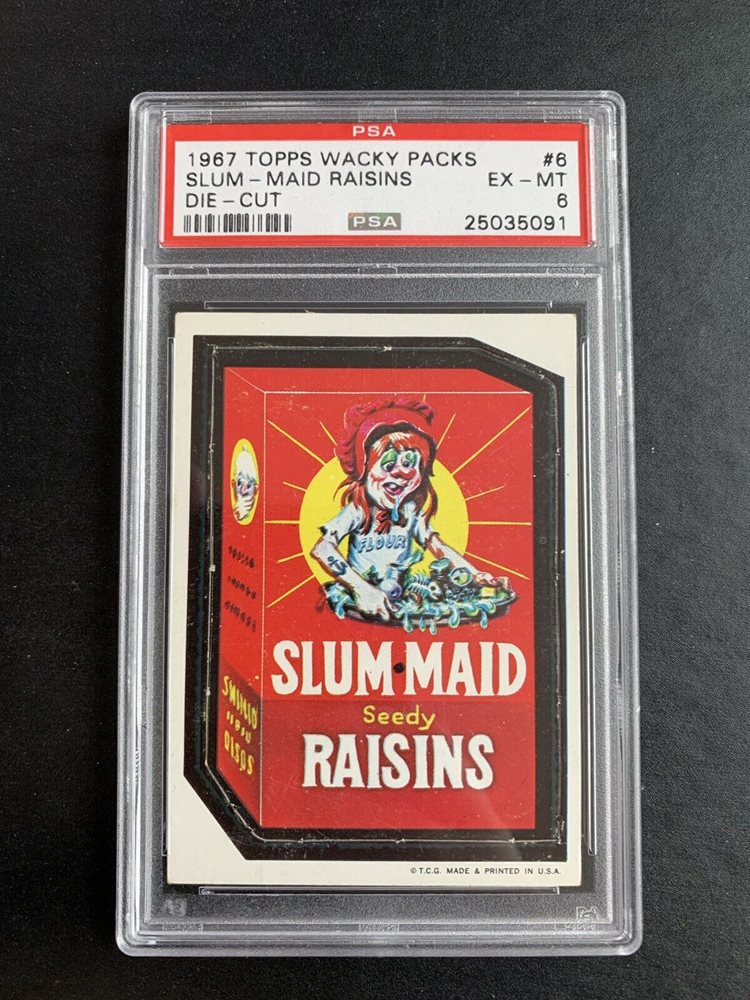 PSA
1967 TOPPS WACKY PACKS #6
SLUM-MAID RAISINS EX-MT
DIE-CUT 6
PSA 25035091
FLOUR
SLUM MAID
Seedy
RAISINS
© T.C.G. MADE & PRINTED IN U.S.A.